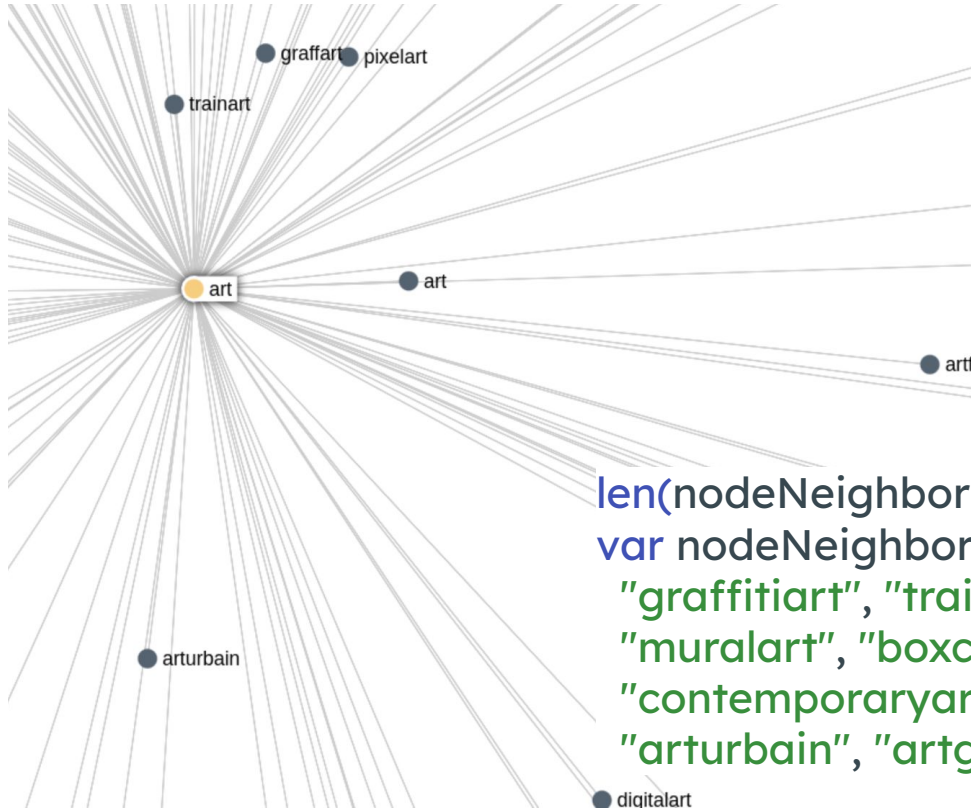 graffart pixelart
trainart
art art
artf
len(nodeNeighbor
var nodeNeighbor
"graffitiart", "trai
"muralart", "boxc
"contemporaryar
arturbain
"arturbain", "artg
digitalart